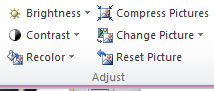 Brightness Compress Pictures
Contrast Change Picture
Recolor Reset Picture
Adjust